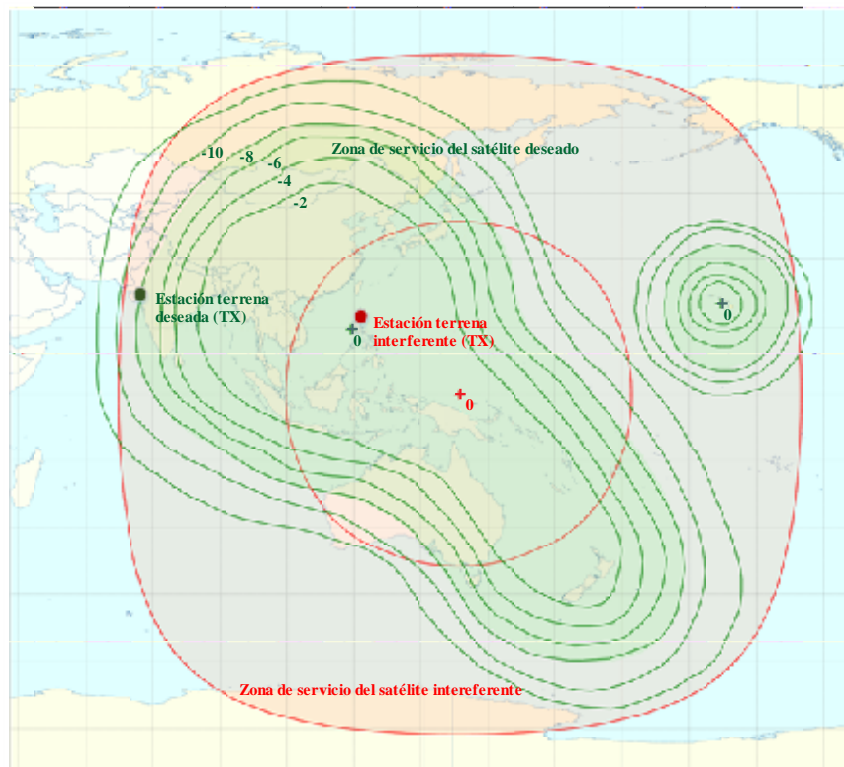 Zona de servicio del satélite deseado
-10
-8
-6
-4
-2
Estación terrena
deseada (TX)
Estación terrena
interferente (TX)
0
0
0
Zona de servicio del satélite intereferente